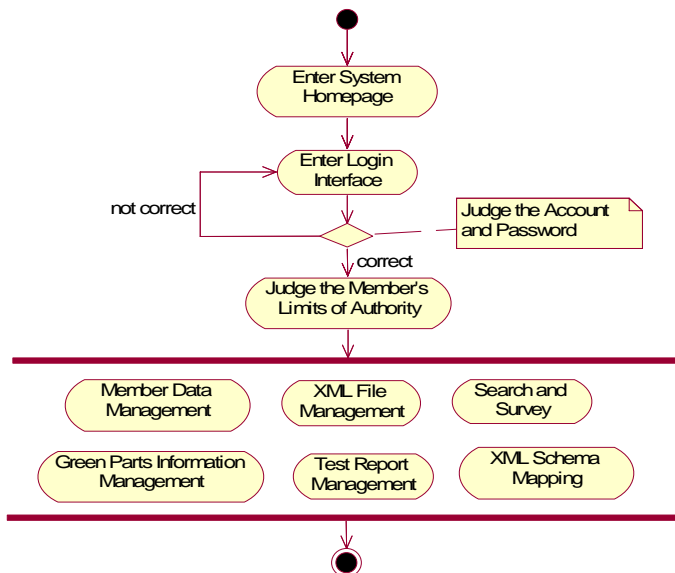 Enter System
Homepage
Enter Login
Interface
not correct
Judge the Account
and Password
correct
Judge the Member's
Limits of Authority
Member Data
Management
XML File
Management
Search and
Survey
Green Parts Information
Management
Test Report
Management
XML Schema
Mapping